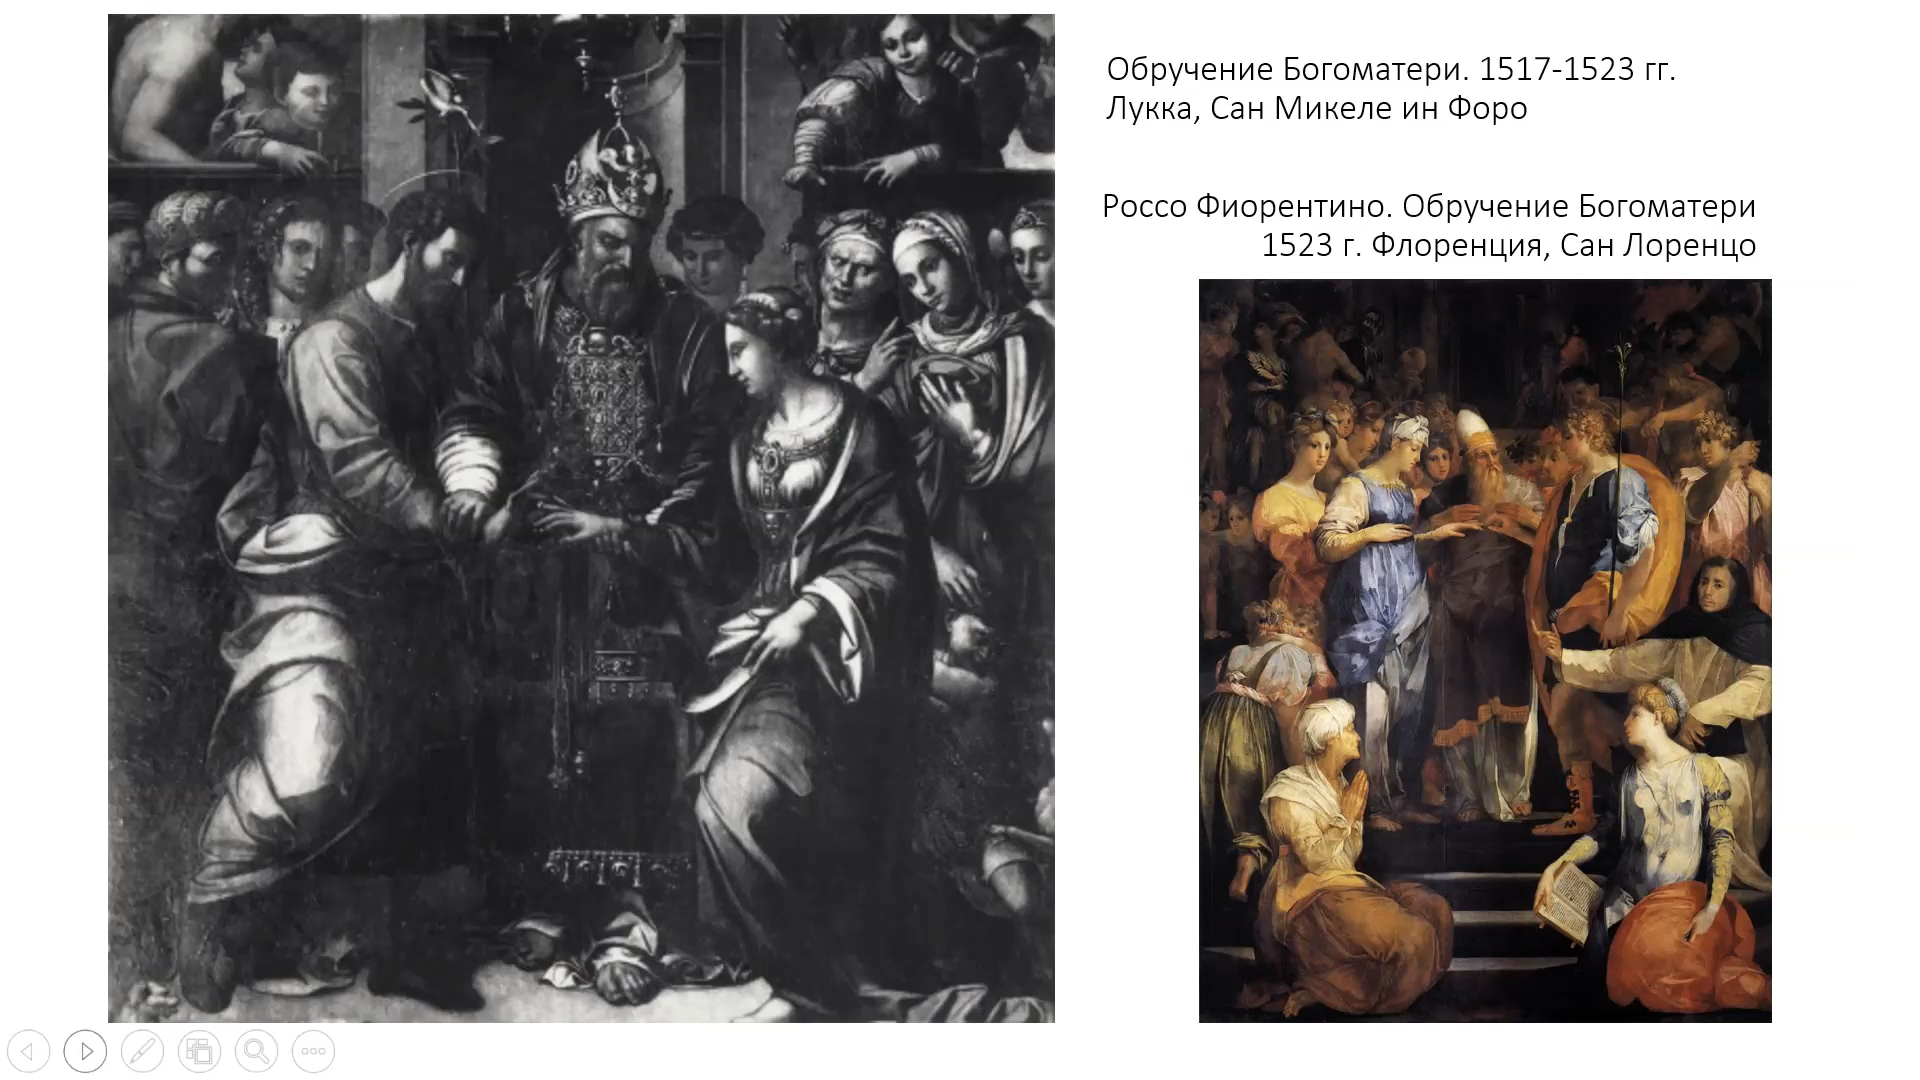 Обручение Богоматери. 1517-1523 гг.
Лукка, Сан Микеле ин Форо
Россо Фиорентино. Обручение Богоматери
1523 г. Флоренция, Сан Лоренцо